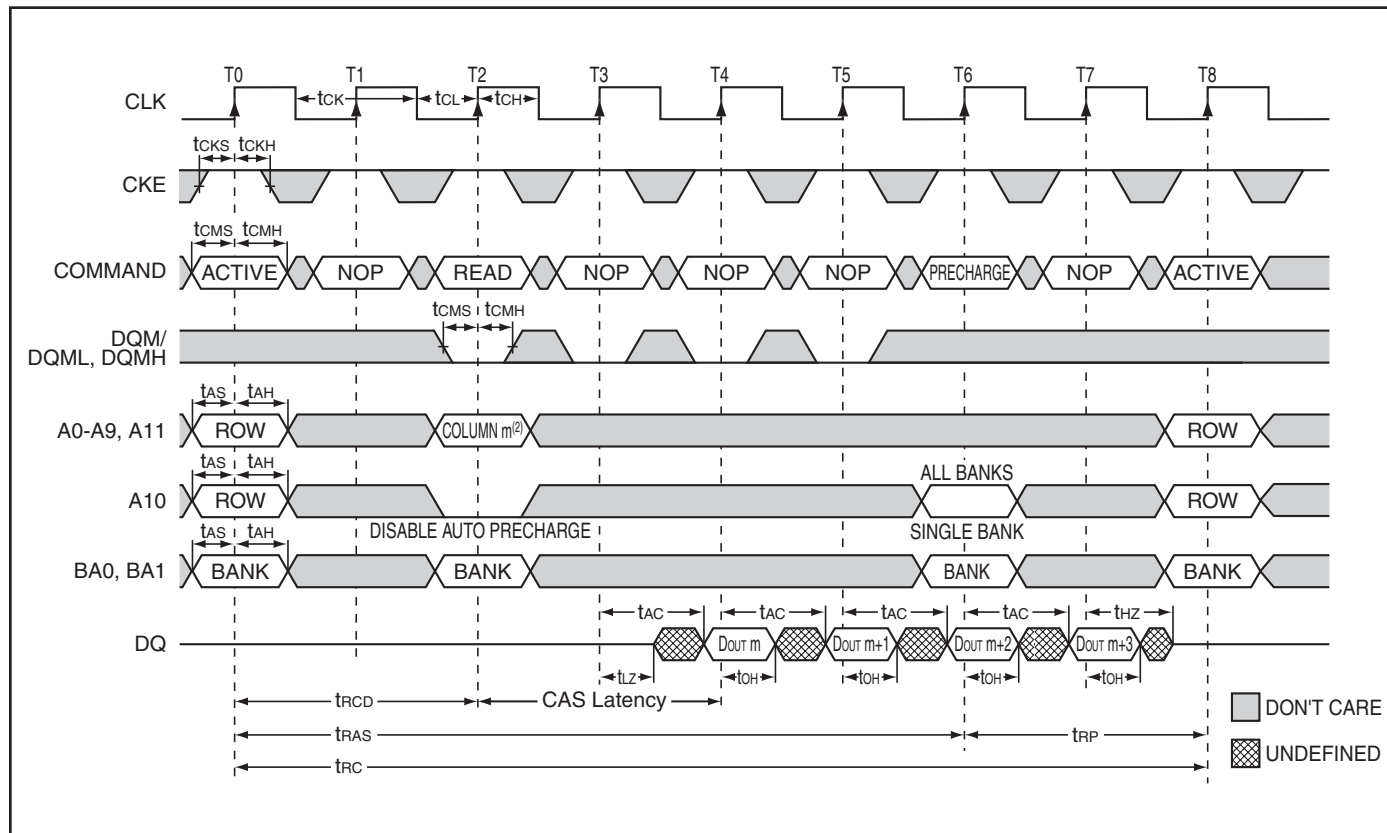 T0 T1 T2 T3 T4 T5 T6 T7 T8
CLK
tCK tCL tCH
tCKS tCKH
CKE
tCMS tCMH
COMMAND ACTIVE NOP READ NOP NOP NOP PRECHARGE NOP ACTIVE
tCMS tCMH
DQM/
DQML, DQMH
tAS tAH
A0-A9, A11 ROW COLUMN m(2) ROW
tAS tAH ALL BANKS
A10 ROW ROW
DISABLE AUTO PRECHARGE SINGLE BANK
tAS tAH
BA0, BA1 BANK BANK BANK BANK
tAC tAC tAC tAC tHZ
DQ DOUT m DOUT m+1 DOUT m+2 DOUT m+3
tLZ tOH tOH tOH tOH
tRCD CAS Latency
DON'T CARE
tRAS tRP
UNDEFINED
tRC